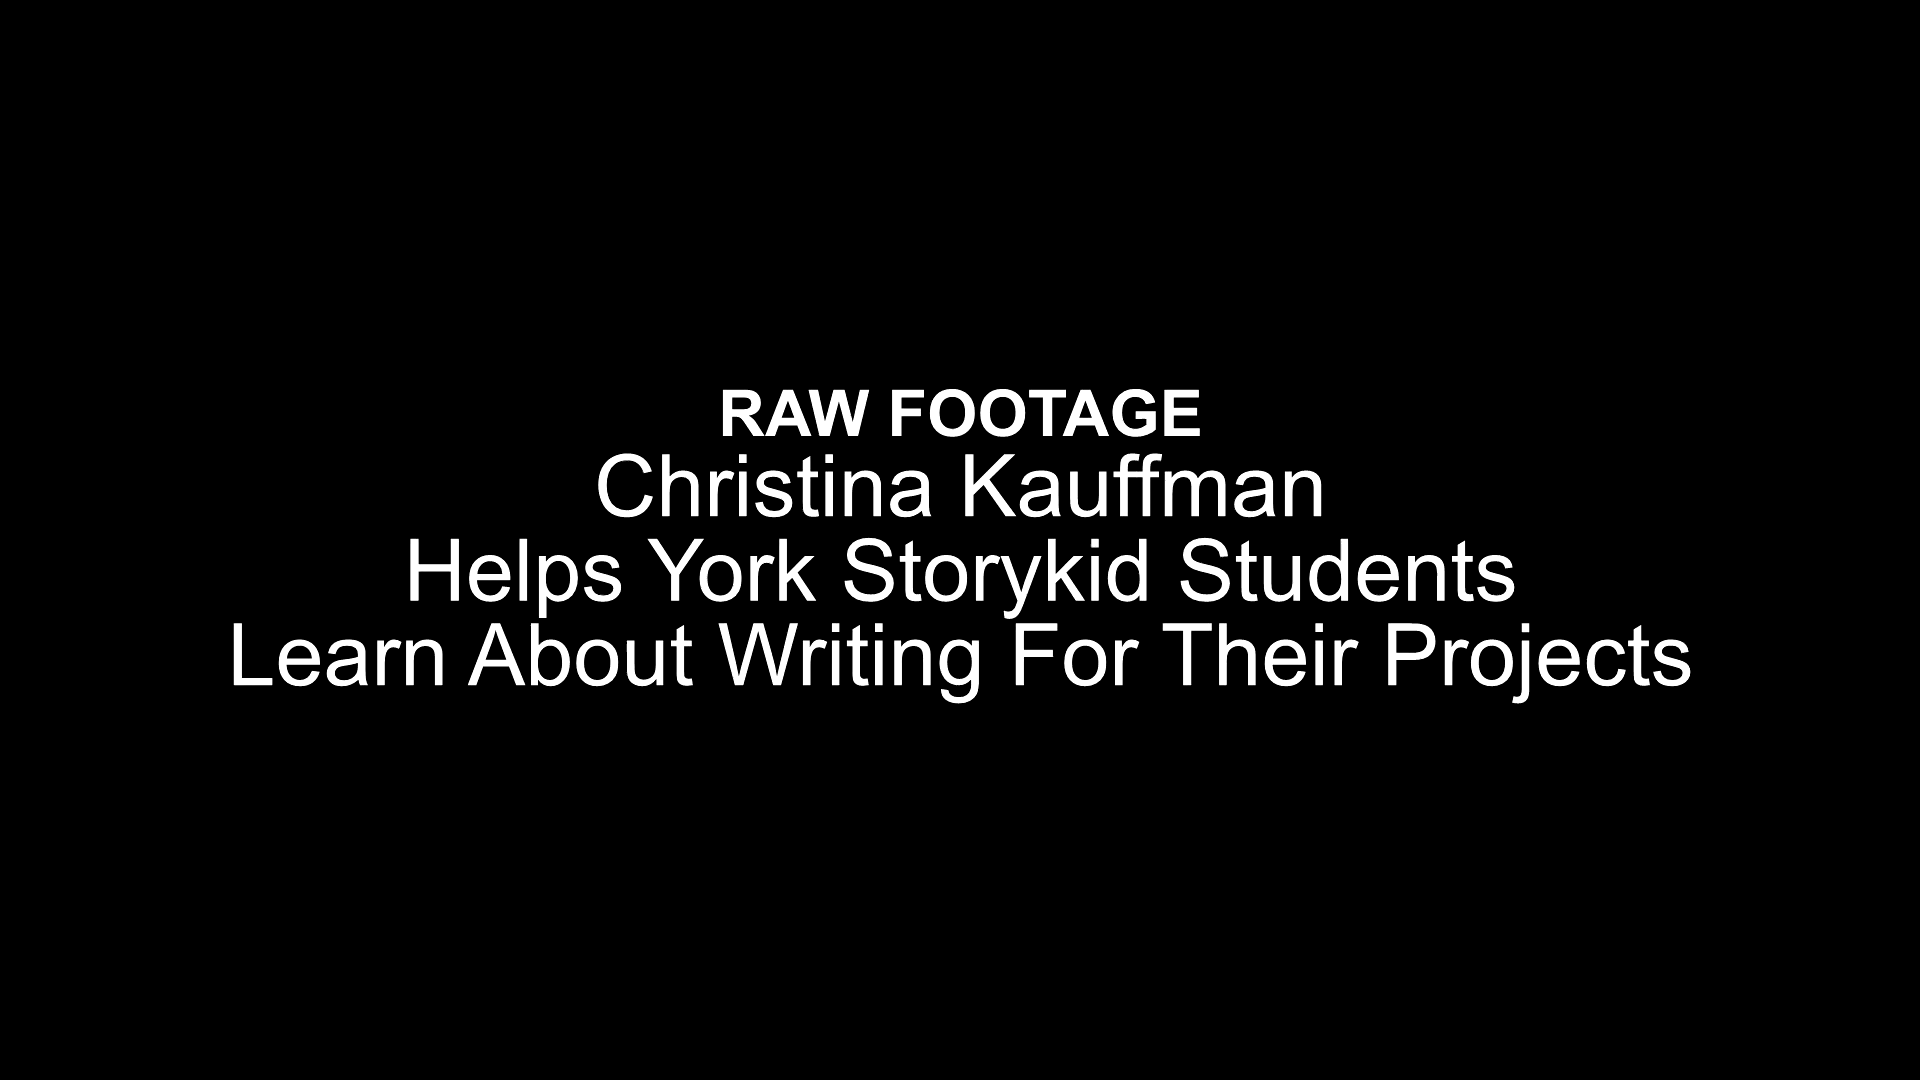 RAW FOOTAGE
Christina Kauffman
Helps York Storykid Students
Learn About Writing For Their Projects